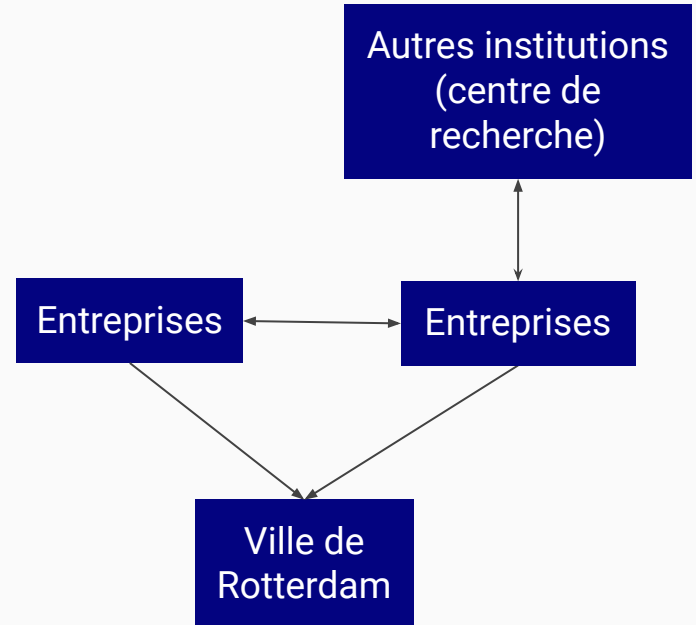 Autres institutions
(centre de
recherche)
Entreprises
Entreprises
Ville de
Rotterdam